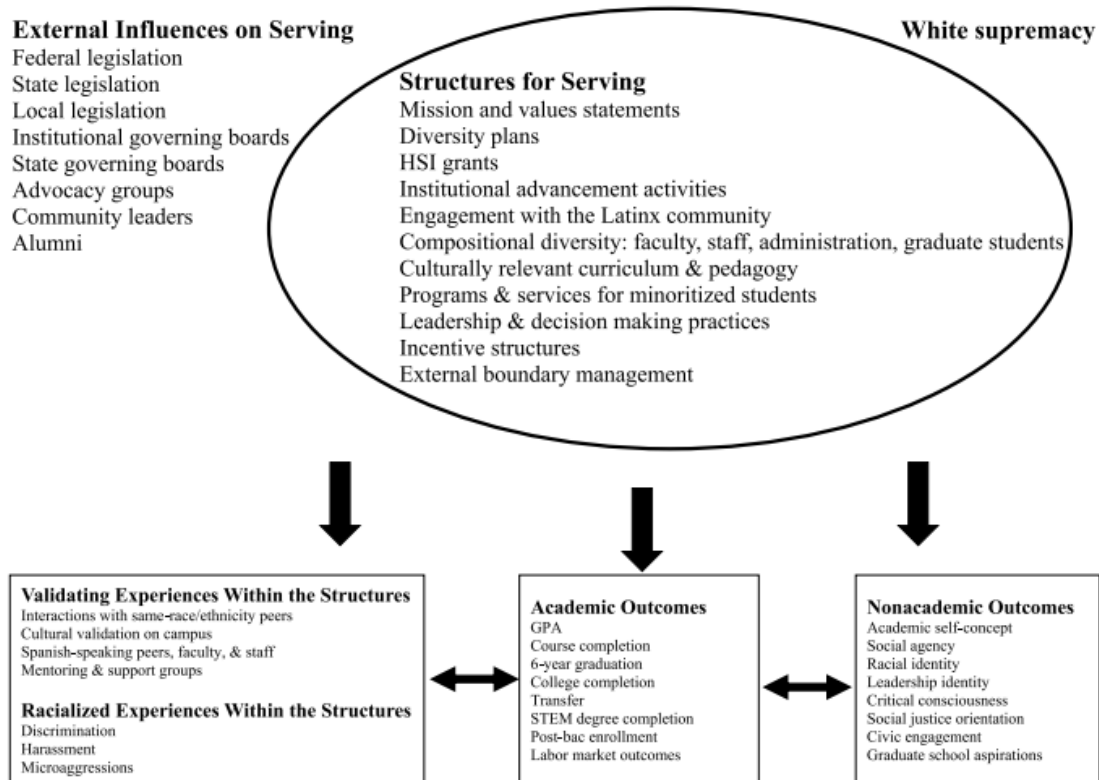 External Influences on Serving
Federal legislation
State legislation
Local legislation
Institutional governing boards
State governing boards
Advocacy groups
Community leaders
Alumni
White supremacy
Structures for Serving
Mission and values statements
Diversity plans
HSI grants
Institutional advancement activities
Engagement with the Latinx community
Compositional diversity: faculty, staff, administration, graduate students
Culturally relevant curriculum & pedagogy
Programs & services for minoritized students
Leadership & decision making practices
Incentive structures
External boundary management
Validating Experiences Within the Structures
Interactions with same-race/ethnicity peers
Cultural validation on campus
Spanish-speaking peers, faculty, & staff
Mentoring & support groups
Racialized Experiences Within the Structures
Discrimination
Harassment
Microaggressions
Academic Outcomes
GPA
Course completion
6-year graduation
College completion
Transfer
STEM degree completion
Post-bac enrollment
Labor market outcomes
Nonacademic Outcomes
Academic self-concept
Social agency
Racial identity
Leadership identity
Critical consciousness
Social justice orientation
Civic engagement
Graduate school aspirations